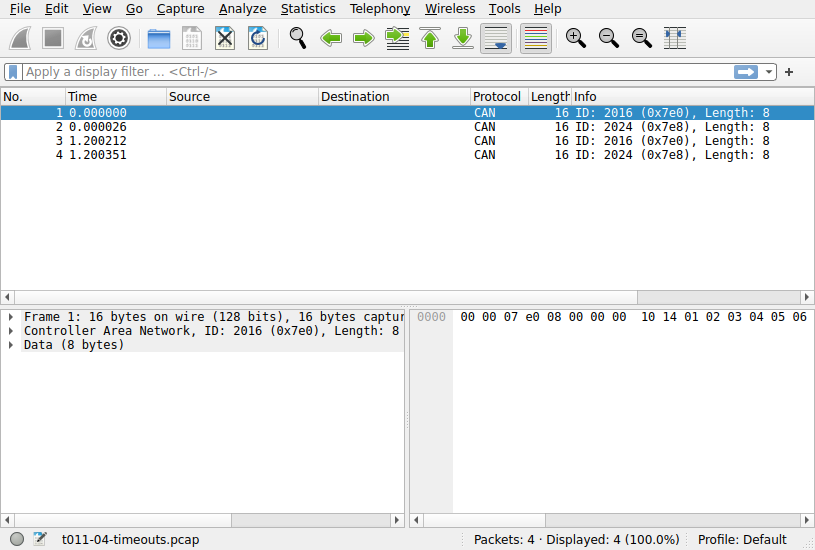 File Edit View Go Capture Analyze Statistics Telephony Wireless Tools Help
Apply a display filter ... <Ctrl-/>
No. Time Source Destination Protocol Length Info
1 0.000000 CAN 16 ID: 2016 (0x7e0), Length: 8
2 0.000026 CAN 16 ID: 2024 (0x7e8), Length: 8
3 1.200212 CAN 16 ID: 2016 (0x7e0), Length: 8
4 1.200351 CAN 16 ID: 2024 (0x7e8), Length: 8
Frame 1: 16 bytes on wire (128 bits), 16 bytes captur
Controller Area Network, ID: 2016 (0x7e0), Length: 8
Data (8 bytes)
0000 00 00 07 e0 08 00 00 00 10 14 01 02 03 04 05 06
t011-04-timeouts.pcap
Packets: 4 · Displayed: 4 (100.0%)
Profile: Default